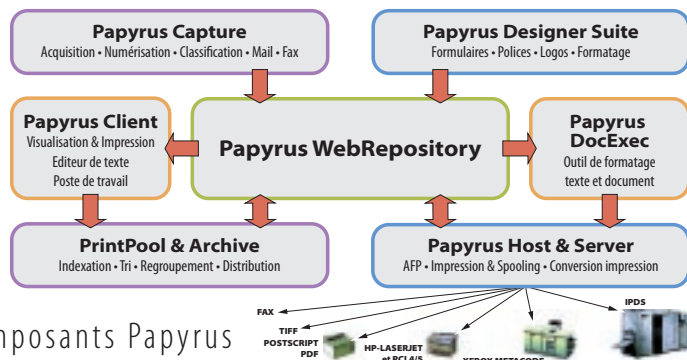 Papyrus Capture
Acquisition • Numérisation • Classification • Mail • Fax
Papyrus Designer Suite
Formulaires • Polices • Logos • Formatage
Papyrus Client
Visualisation & Impression
Editeur de texte
Poste de travail
Papyrus WebRepository
Papyrus
DocExec
Outil de formatage
texte et document
PrintPool & Archive
Indexation • Tri • Regroupement • Distribution
Papyrus Host & Server
AFP • Impression & Spooling • Conversion impression
mposants Papyrus
FAX
TIFF
POSTSCRIPT
PDF
HP-LASERJET
et PCL4/5
XEROX METACODE
IPDS